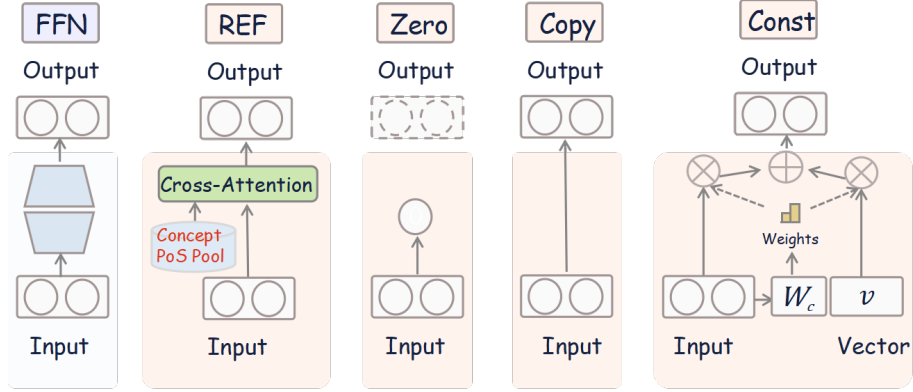 FFN
REF
Zero
Copy
Const
Output
Output
Output
Output
Output
Cross-Attention
Concept
PoS Pool
Weights
W_c
v
Input
Input
Input
Input
Input
Vector